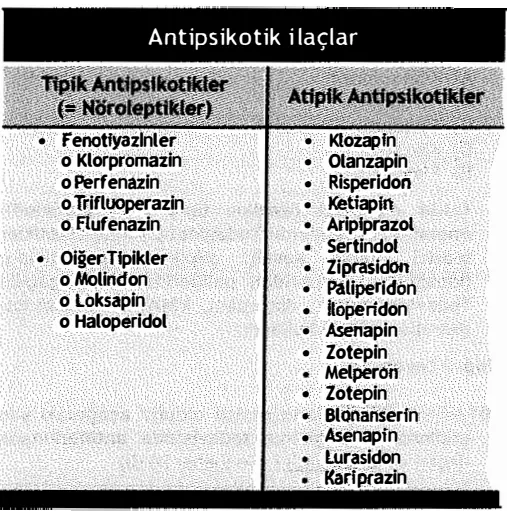 Antipsikotik ilaçlar
Tipik Antipsikotikler
(= Nöroleptikler)
• Fenotiyazinler
o Klorpromazin
o Perfenazin
o Trifluoperazin
o Flufenazin
• Diğer Tipikler
o Molindon
o Loksapin
o Haloperidol
Atipik Antipsikotikler
• Klozapin
• Olanzapin
• Risperidon
• Ketiapin
• Aripiprazol
• Sertindol
• Ziprasidon
• Paliperidon
• İloperidon
• Asenapin
• Zotepin
• Melperon
• Zotepin
• Blonanserin
• Asenapin
• Lurasidon
• Kariprazin